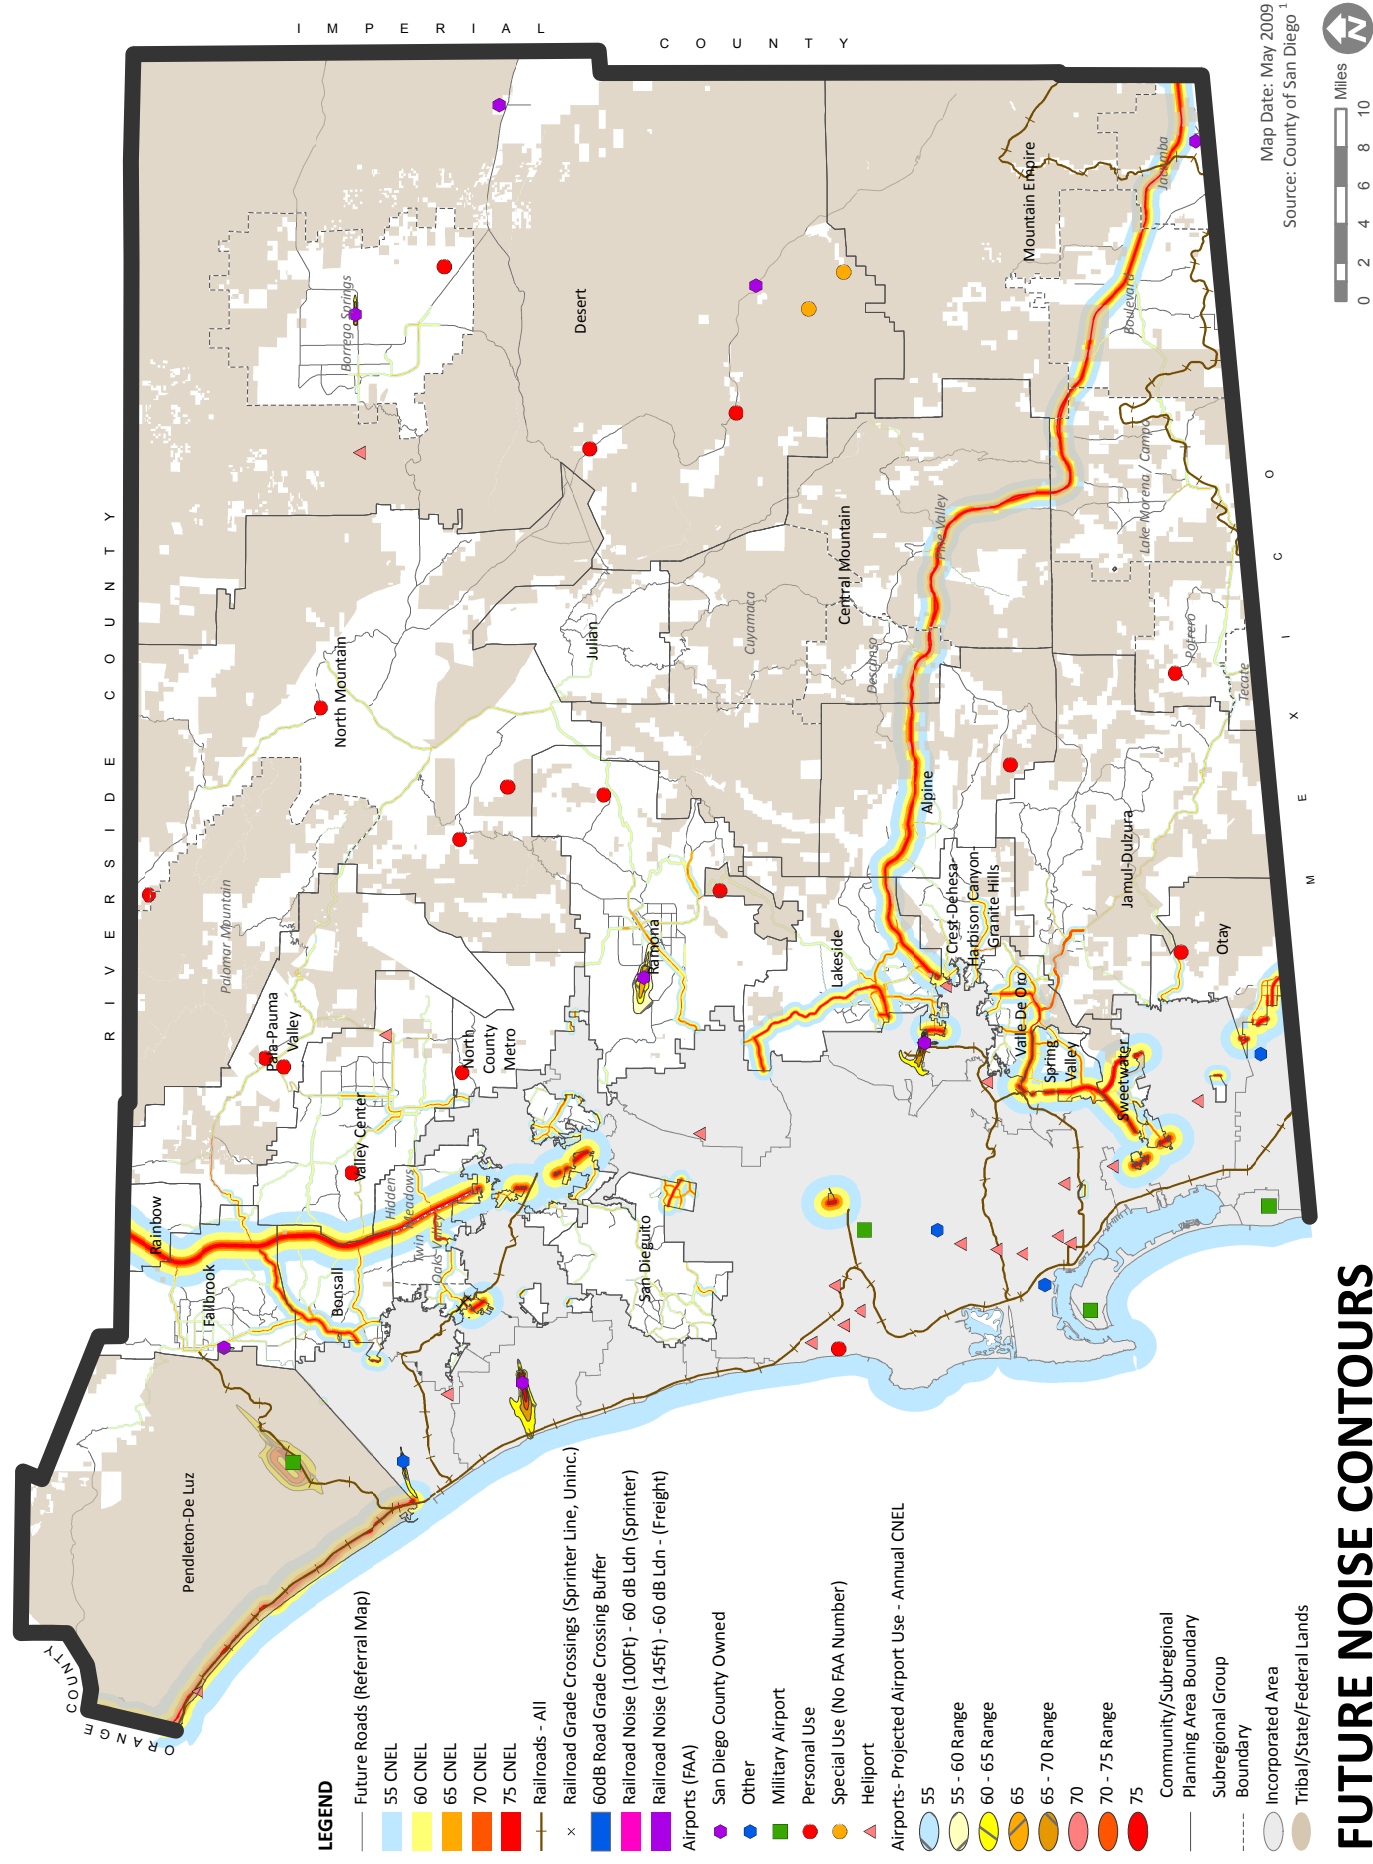 FUTURE NOISE CONTOURS
Map Date: May 2009
Source: County of San Diego 1
N
Miles
0 2 4 6 8 10
ORANGE COUNTY
RIVERSIDE COUNTY
IMPERIAL COUNTY
MEXICO
Pendleton-De Luz
Rainbow
Fallbrook
Bonsall
Pala-Pauma
Valley
Palomar Mountain
North Mountain
Borrego Springs
Valley Center
Hidden
Meadows
Twin
Oaks Valley
North
County
Metro
San Dieguito
Ramona
Julian
Desert
Cuyamaca
Central Mountain
Descanso
Pine Valley
Lakeside
Alpine
Crest-Dehesa-
Harbison Canyon-
Granite Hills
Valle De Oro
Spring
Valley
Sweetwater
Jamul-Dulzura
Otay
Potrero
Tecate
Lake Morena / Campo
Boulevard
Mountain Empire
Jacumba
LEGEND
Future Roads (Referral Map)
55 CNEL
60 CNEL
65 CNEL
70 CNEL
75 CNEL
Railroads - All
Railroad Grade Crossings (Sprinter Line, Uninc.)
60dB Road Grade Crossing Buffer
Railroad Noise (100Ft) - 60 dB Ldn (Sprinter)
Railroad Noise (145ft) - 60 dB Ldn - (Freight)
Airports (FAA)
San Diego County Owned
Other
Military Airport
Personal Use
Special Use (No FAA Number)
Heliport
Airports- Projected Airport Use - Annual CNEL
55
55 - 60 Range
60 - 65 Range
65
65 - 70 Range
70
70 - 75 Range
75
Community/Subregional
Planning Area Boundary
Subregional Group
Boundary
Incorporated Area
Tribal/State/Federal Lands